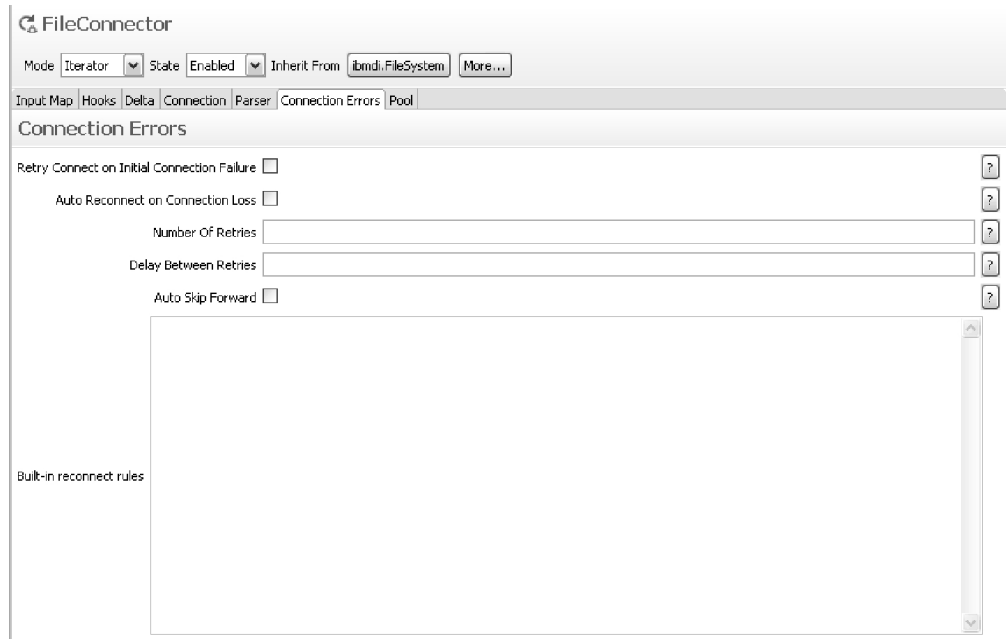 FileConnector
Mode Iterator State Enabled Inherit From ibmdi.FileSystem More...
Input Map Hooks Delta Connection Parser Connection Errors Pool
Connection Errors
Retry Connect on Initial Connection Failure ?
Auto Reconnect on Connection Loss ?
Number Of Retries ?
Delay Between Retries ?
Auto Skip Forward ?
Built-in reconnect rules